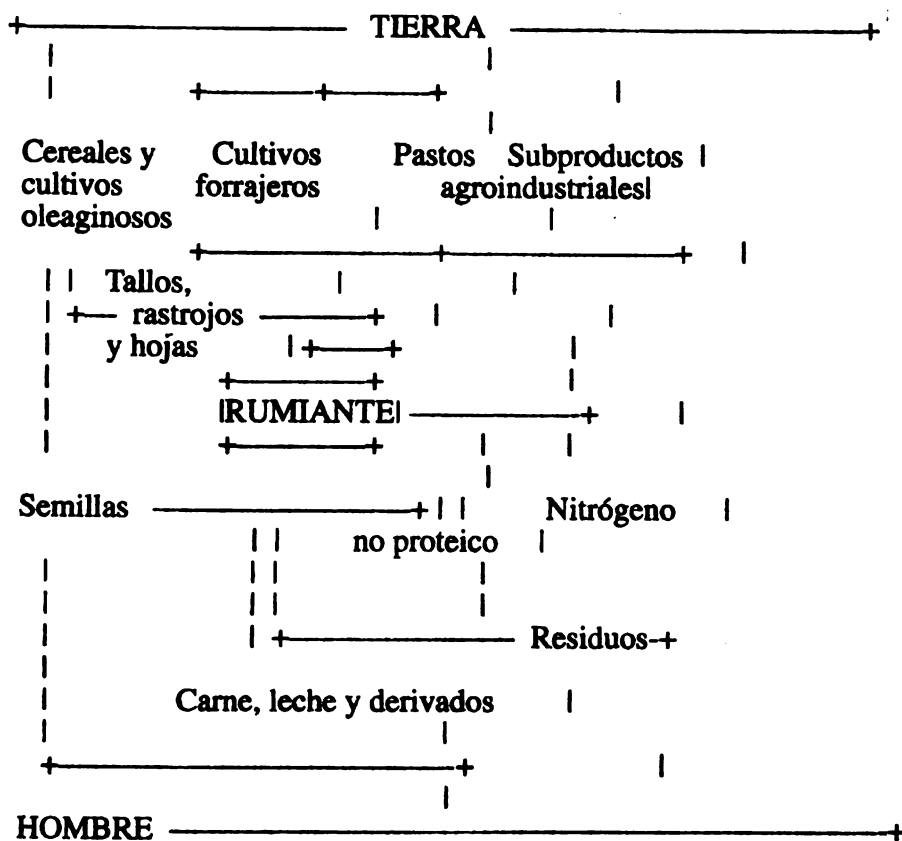 TIERRA
Cereales y Cultivos Pastos Subproductos
cultivos forrajeros agroindustriales
oleaginosos
Tallos,
rastrojos
y hojas
RUMIANTE
Semillas Nitrógeno
no proteico
Residuos
Carne, leche y derivados
HOMBRE